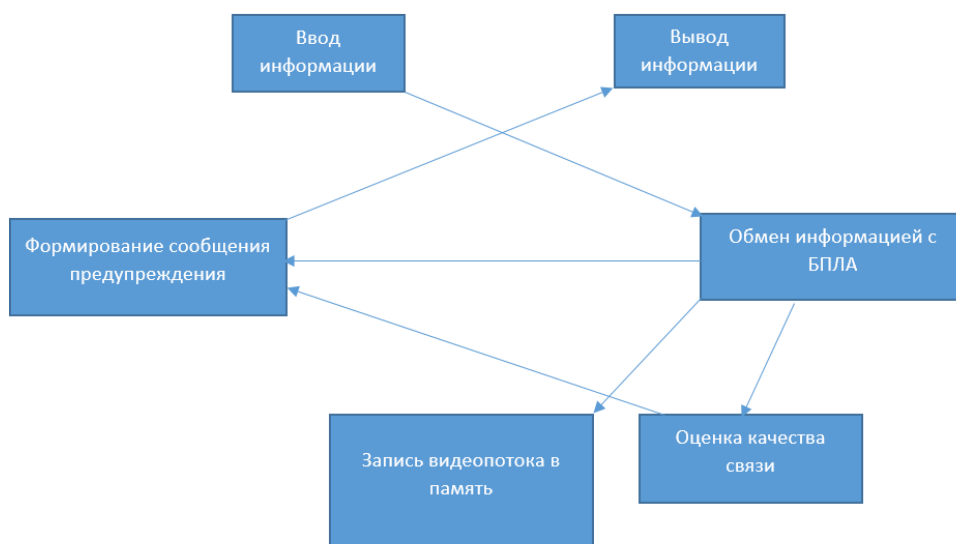 Ввод
информации
Вывод
информации
Формирование сообщения
предупреждения
Обмен информацией с
БПЛА
Запись видеопотока в
память
Оценка качества
связи